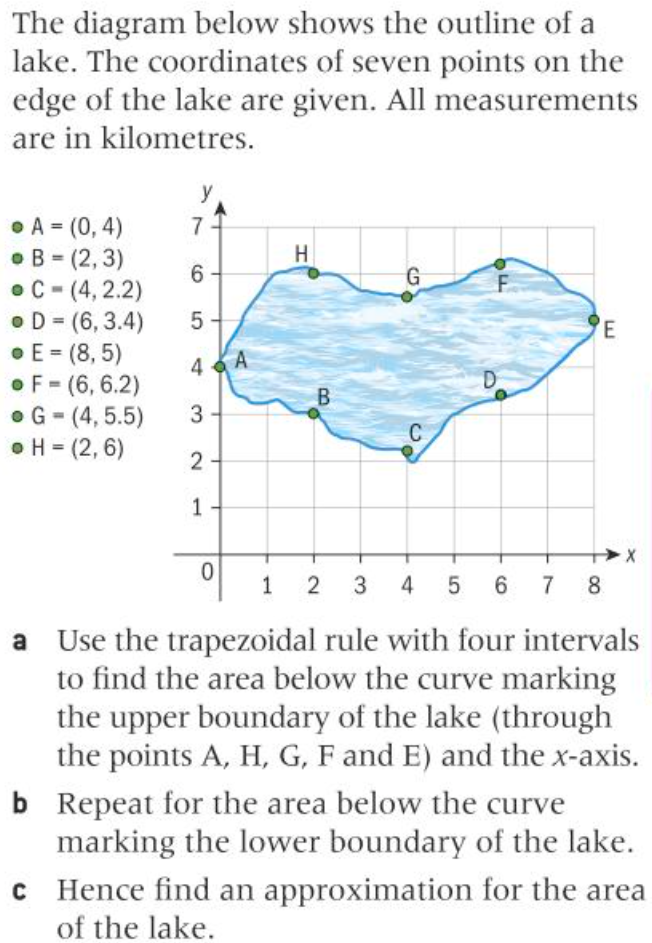 The diagram below shows the outline of a
lake. The coordinates of seven points on the
edge of the lake are given. All measurements
are in kilometres.
A = (0, 4)
B = (2, 3)
C = (4, 2.2)
D = (6, 3.4)
E = (8, 5)
F = (6, 6.2)
G = (4, 5.5)
H = (2, 6)
y
7
6
5
4
3
2
1
0
1 2 3 4 5 6 7 8
x
H
G
F
E
A
D
B
C
a Use the trapezoidal rule with four intervals
to find the area below the curve marking
the upper boundary of the lake (through
the points A, H, G, F and E) and the x-axis.
b Repeat for the area below the curve
marking the lower boundary of the lake.
c Hence find an approximation for the area
of the lake.